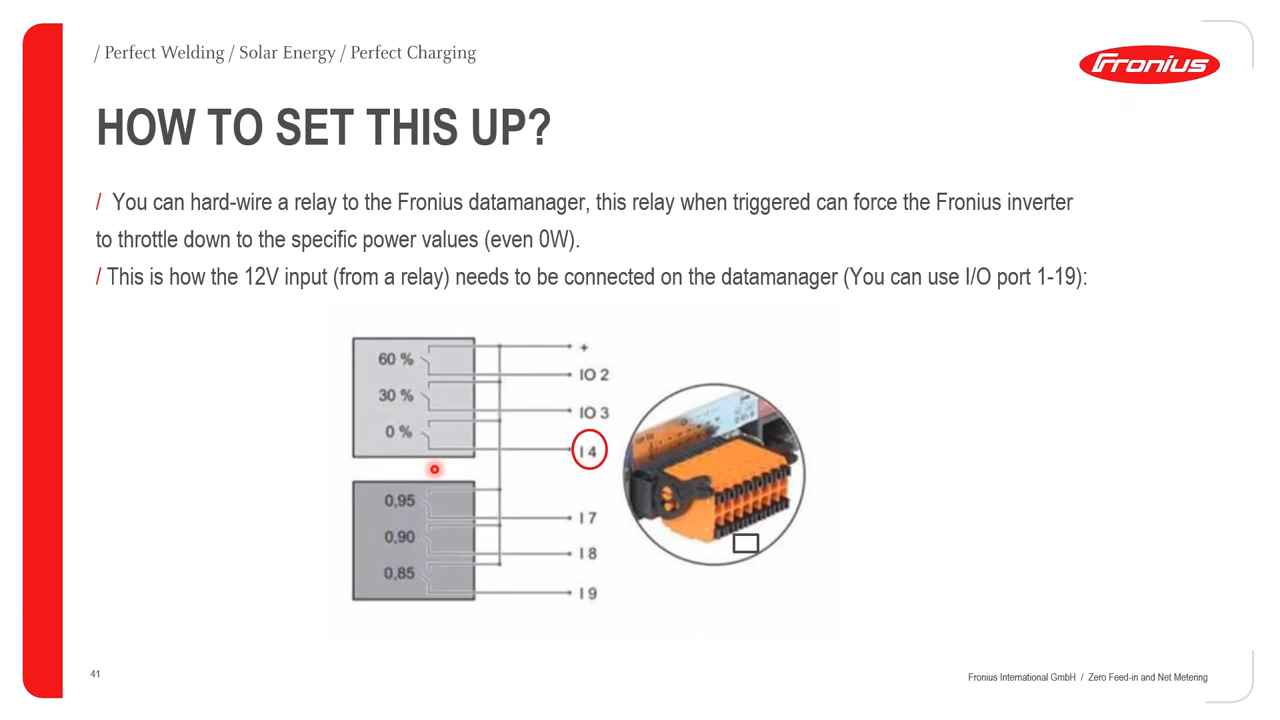 / Perfect Welding / Solar Energy / Perfect Charging
Fronius
HOW TO SET THIS UP?
/ You can hard-wire a relay to the Fronius datamanager, this relay when triggered can force the Fronius inverter
to throttle down to the specific power values (even 0W).
/ This is how the 12V input (from a relay) needs to be connected on the datamanager (You can use I/O port 1-19):
+
60 %
IO 2
30 %
IO 3
0 %
I 4
0,95
I 7
0,90
I 8
0,85
I 9
41
Fronius International GmbH / Zero Feed-in and Net Metering